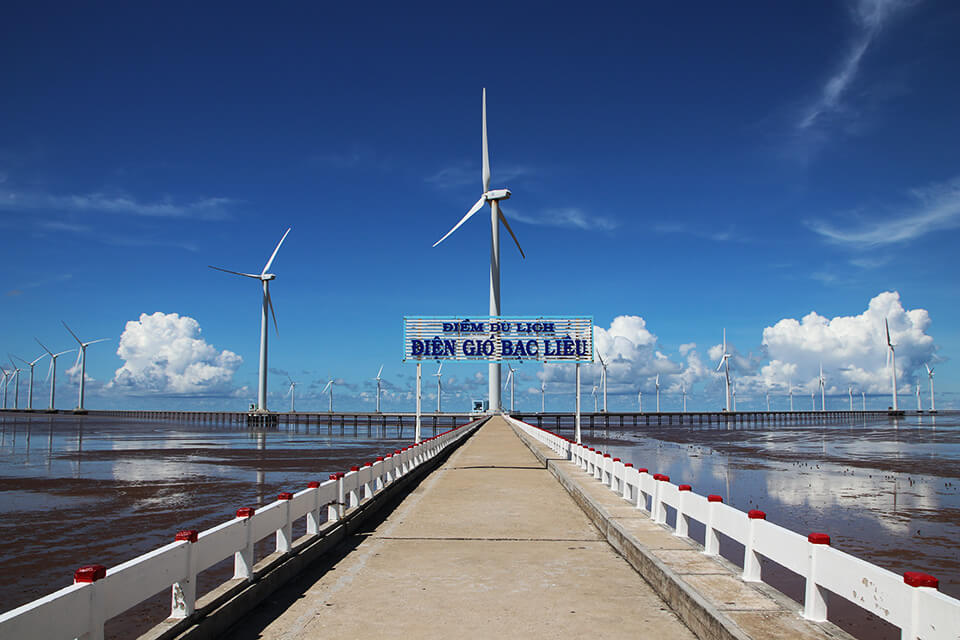 ĐIỂM DU LỊCH
ĐIỆN GIÓ BẠC LIÊU